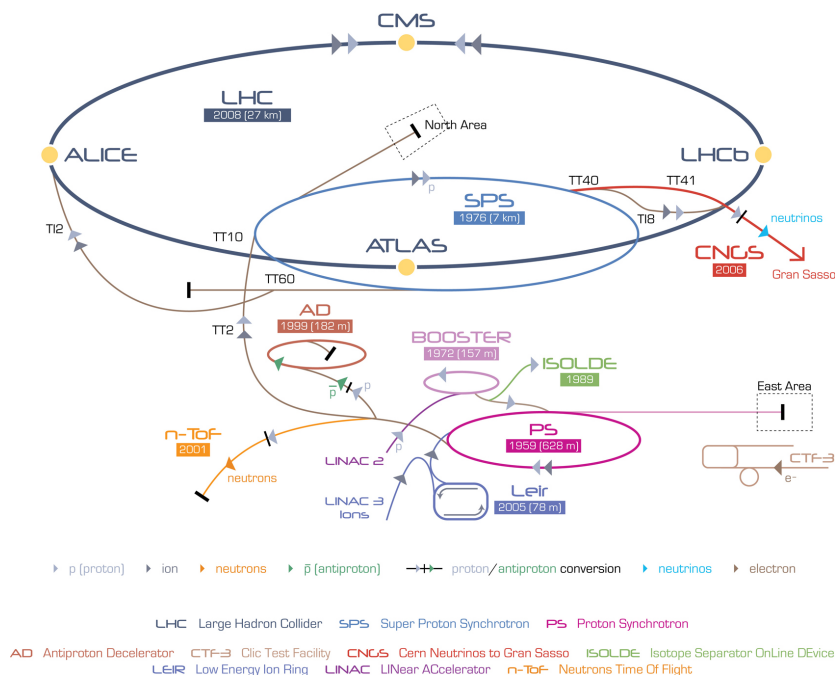 CMS
LHC
2008 (27 km)
North Area
ALICE
LHCb
TT40
TT41
p
SPS
1976 (7 km)
TI2
TI8
neutrinos
TT10
ATLAS
CNGS
2006
Gran Sasso
TT60
AD
1999 (182 m)
TT2
BOOSTER
1972 (157 m)
ISOLDE
1989
East Area
p̅
p
n-ToF
2001
PS
1959 (628 m)
LINAC 2
p
neutrons
CTF3
e-
LINAC 3
Ions
Leir
2005 (78 m)
p (proton) ion neutrons p̅ (antiproton) proton/antiproton conversion neutrinos electron
LHC Large Hadron Collider SPS Super Proton Synchrotron PS Proton Synchrotron
AD Antiproton Decelerator CTF3 Clic Test Facility CNGS Cern Neutrinos to Gran Sasso ISOLDE Isotope Separator OnLine DEvice
LEIR Low Energy Ion Ring LINAC LINear ACcelerator n-ToF Neutrons Time Of Flight